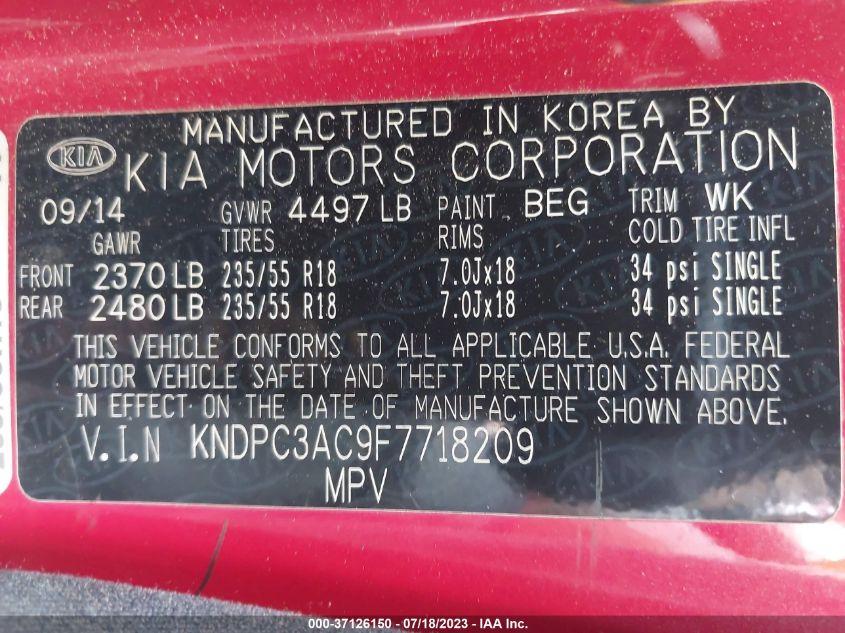 MANUFACTURED IN KOREA BY
KIA KIA MOTORS CORPORATION
09/14 GVWR 4497 LB PAINT BEG TRIM WK
GAWR TIRES RIMS COLD TIRE INFL
FRONT 2370 LB 235/55 R18 7.0Jx18 34 psi SINGLE
REAR 2480 LB 235/55 R18 7.0Jx18 34 psi SINGLE
THIS VEHICLE CONFORMS TO ALL APPLICABLE U.S.A. FEDERAL
MOTOR VEHICLE SAFETY AND THEFT PREVENTION STANDARDS
IN EFFECT ON THE DATE OF MANUFACTURE SHOWN ABOVE.
V.I.N KNDPC3AC9F7718209
MPV
000-37126150 - 07/18/2023 - IAA Inc.